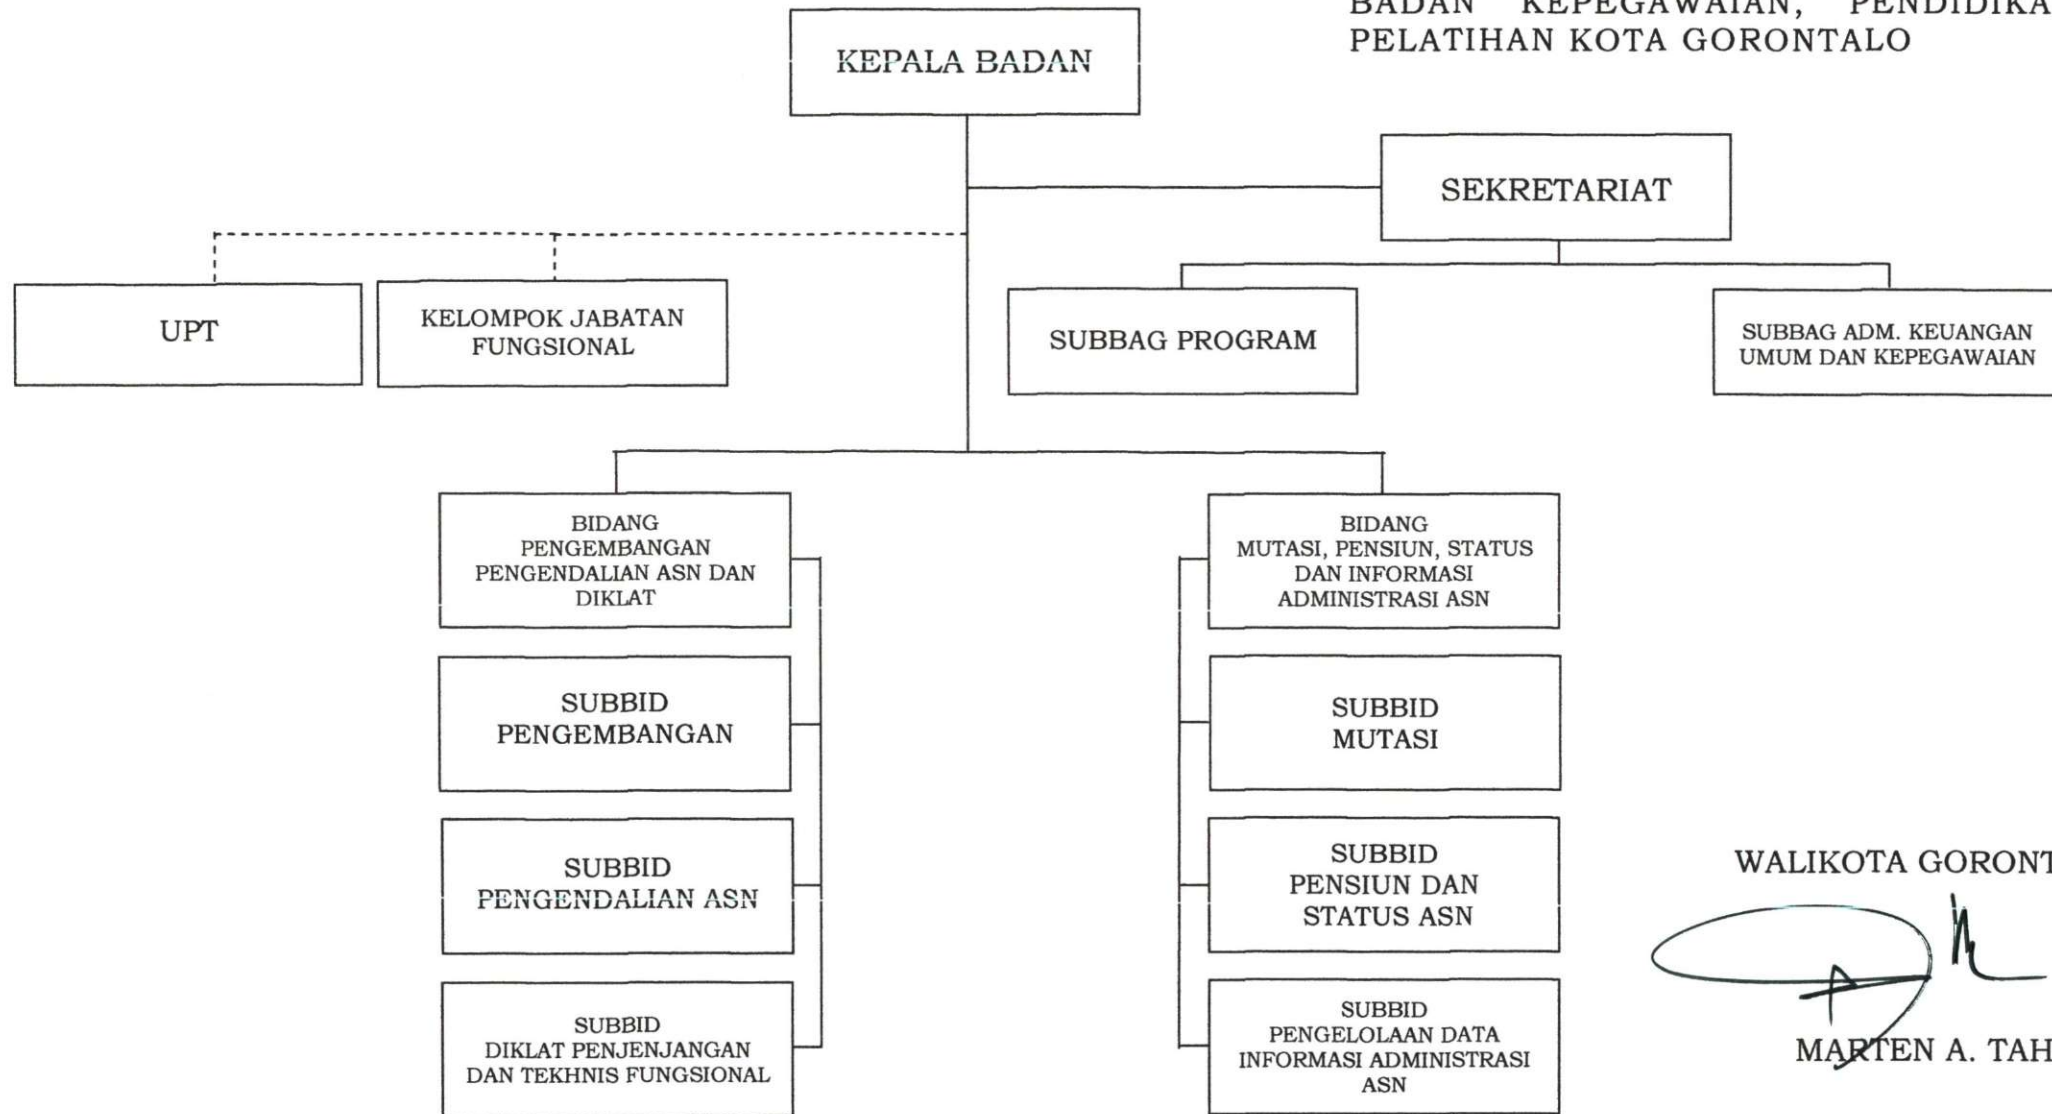 BADAN KEPEGAWAIAN,
PELATIHAN KOTA GORONTALO
KEPALA BADAN
SEKRETARIAT
UPT
KELOMPOK JABATAN
FUNGSIONAL
SUBBAG PROGRAM
SUBBAG ADM. KEUANGAN
UMUM DAN KEPEGAWAIAN
BIDANG
PENGEMBANGAN
PENGENDALIAN ASN DAN
DIKLAT
SUBBID
PENGEMBANGAN
SUBBID
PENGENDALIAN ASN
SUBBID
DIKLAT PENJENJANGAN
DAN TEKHNIS FUNGSIONAL
BIDANG
MUTASI, PENSIUN, STATUS
DAN INFORMASI
ADMINISTRASI ASN
SUBBID
MUTASI
SUBBID
PENSIUN DAN
STATUS ASN
SUBBID
PENGELOLAAN DATA
INFORMASI ADMINISTRASI
ASN
WALIKOTA GORONT
MARTEN A. TAH